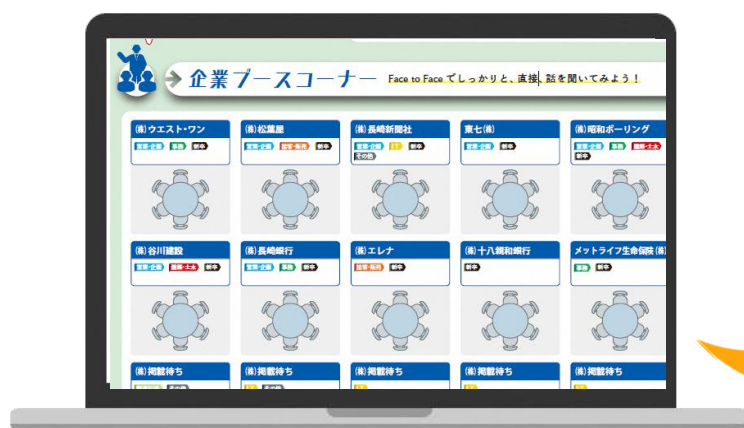 企業ブースコーナー Face to Face でしっかりと、直接、話を聞いてみよう！
(株)ウエスト・ワン
(株)松葉屋
(株)長崎新聞社
東七(株)
(株)昭和ボーリング
営業・企画 事務 新卒
営業・企画 接客・販売 新卒
営業・企画 IT 新卒
その他
営業・企画 新卒
営業・企画 事務 建築・土木
新卒
(株)谷川建設
(株)長崎銀行
(株)エレナ
(株)十八親和銀行
メットライフ生命保険(株)
営業・企画 建築・土木 新卒
営業・企画 事務 新卒
接客・販売 新卒
新卒
事務 新卒
(株)掲載待ち
(株)掲載待ち
(株)掲載待ち
(株)掲載待ち
(株)掲載待ち